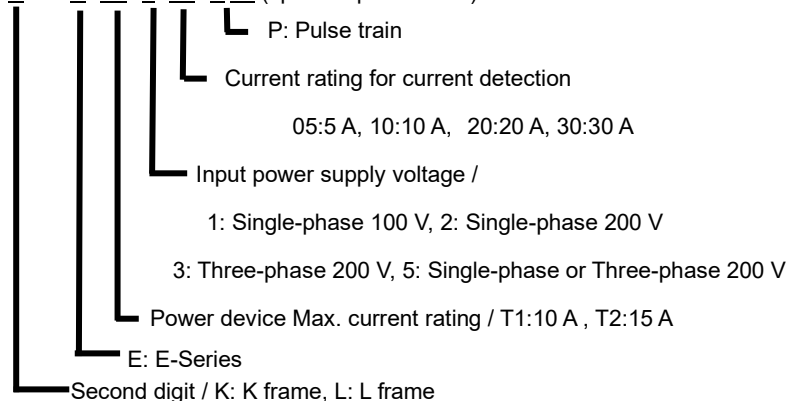 P: Pulse train
Current rating for current detection
05:5 A, 10:10 A, 20:20 A, 30:30 A
Input power supply voltage /
1: Single-phase 100 V, 2: Single-phase 200 V
3: Three-phase 200 V, 5: Single-phase or Three-phase 200 V
Power device Max. current rating / T1:10 A , T2:15 A
E: E-Series
Second digit / K: K frame, L: L frame